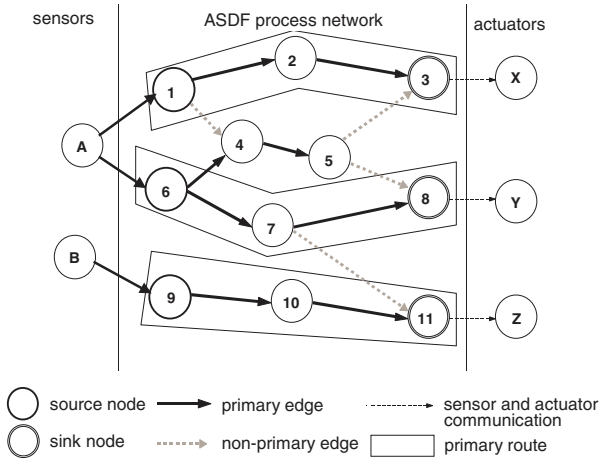 sensors
ASDF process network
actuators
1
2
3
X
A
4
5
6
7
8
Y
B
9
10
11
Z
source node
primary edge
sensor and actuator
communication
sink node
non-primary edge
primary route